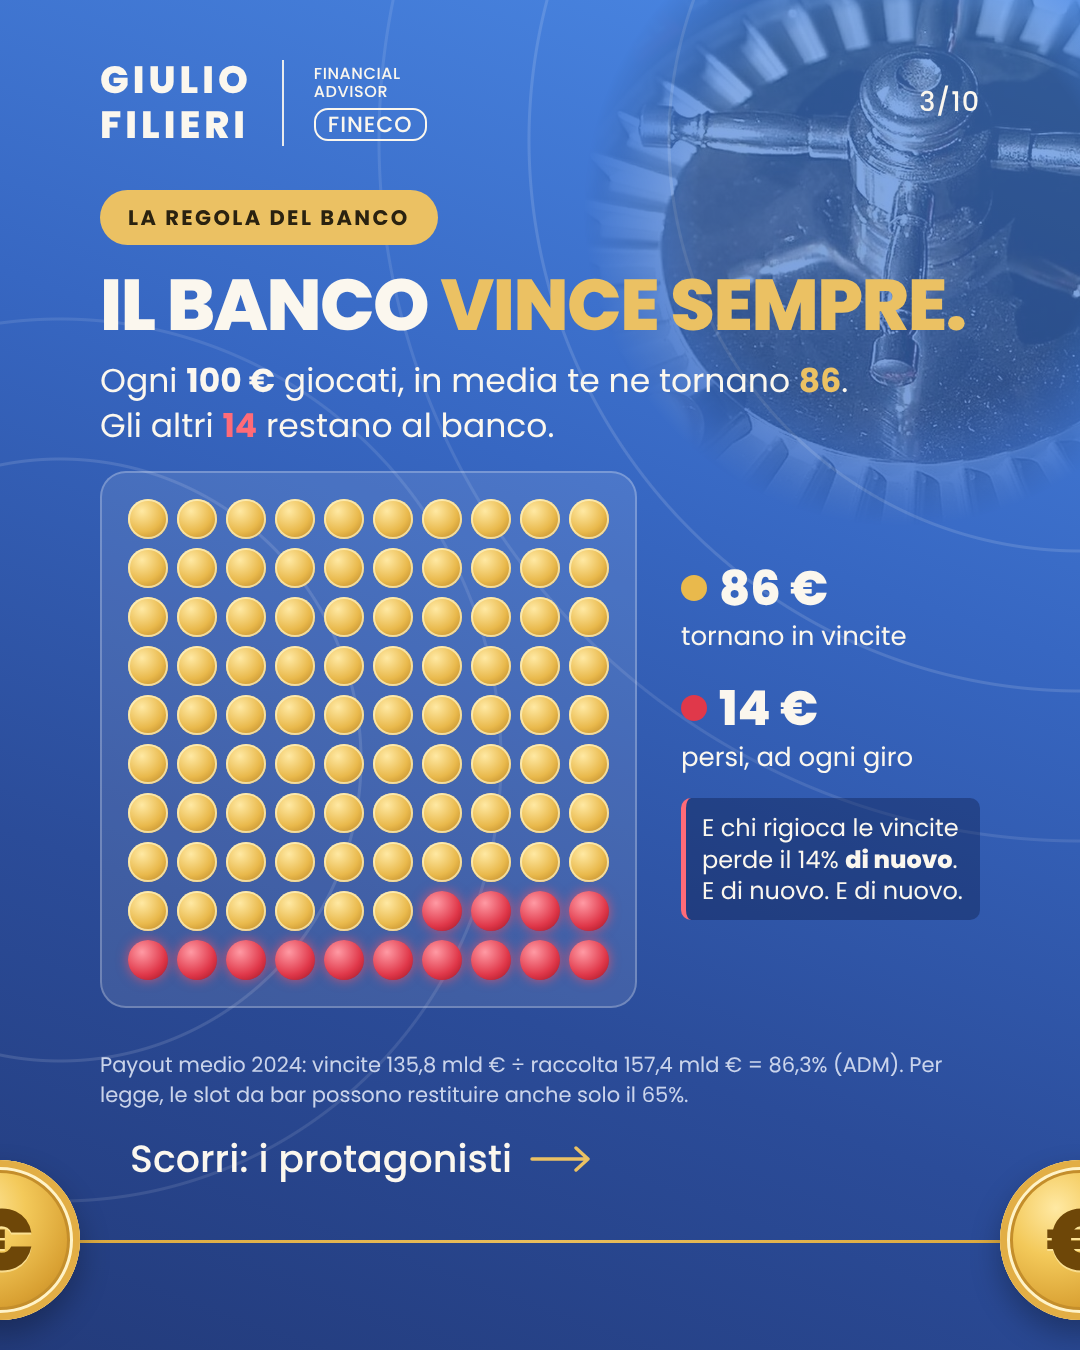 GIULIO
FILIERI
FINANCIAL
ADVISOR
FINECO
3/10
LA REGOLA DEL BANCO
IL BANCO VINCE SEMPRE.
Ogni 100 € giocati, in media te ne tornano 86.
Gli altri 14 restano al banco.
86 €
tornano in vincite
14 €
persi, ad ogni giro
E chi rigioca le vincite
perde il 14% di nuovo.
E di nuovo. E di nuovo.
Payout medio 2024: vincite 135,8 mld € ÷ raccolta 157,4 mld € = 86,3% (ADM). Per
legge, le slot da bar possono restituire anche solo il 65%.
Scorri: i protagonisti →
€
€